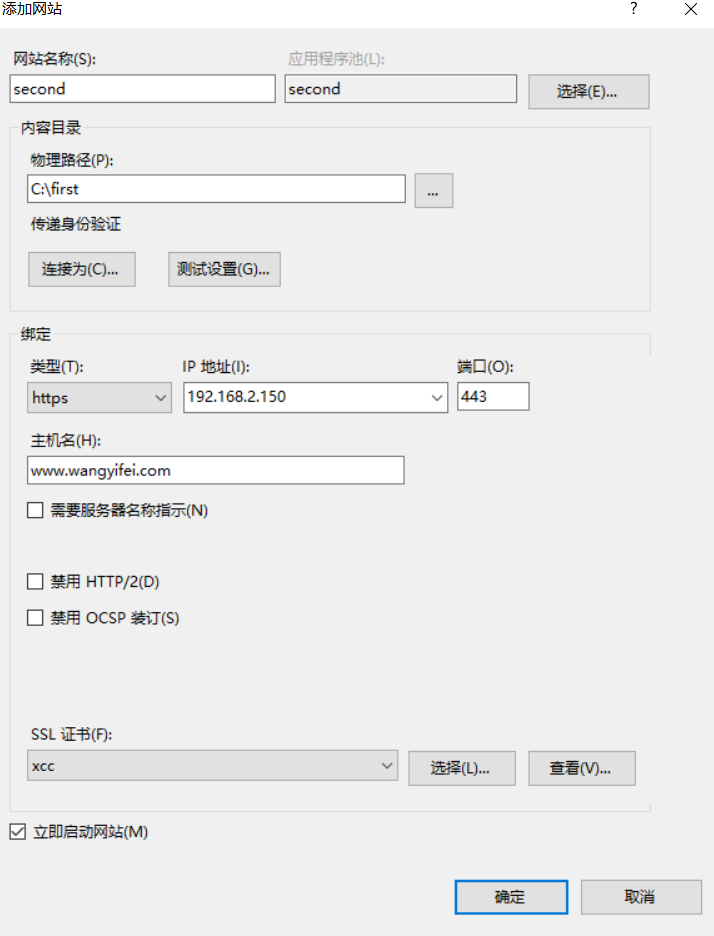 添加网站
?
网站名称(S):
应用程序池(L):
second
second
选择(E)...
内容目录
物理路径(P):
C:\first
...
传递身份验证
连接为(C)...
测试设置(G)...
绑定
类型(T):
IP 地址(I):
端口(O):
https
192.168.2.150
443
主机名(H):
www.wangyifei.com
需要服务器名称指示(N)
禁用 HTTP/2(D)
禁用 OCSP 装订(S)
SSL 证书(F):
xcc
选择(L)...
查看(V)...
立即启动网站(M)
确定
取消